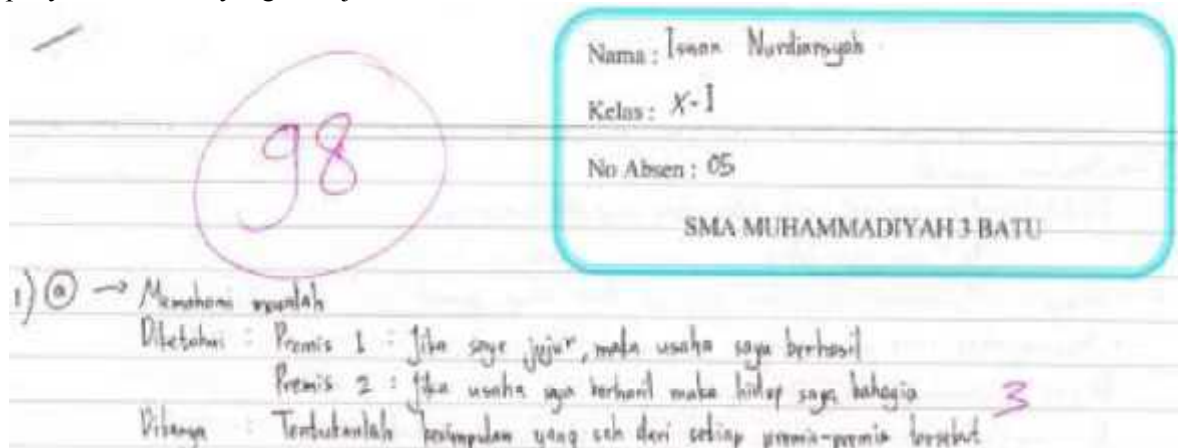 Nama : Isnan Nurdiansyah
Kelas : X-I
No Absen : 05
SMA MUHAMMADIYAH 3 BATU
98
1) a → Memahami masalah
Diketahui : Premis 1 : Jika saya jujur, maka usaha saya berhasil
Premis 2 : Jika usaha saya berhasil maka hidup saya bahagia
3
Ditanya : Tentukanlah kesimpulan yang sah dari setiap premis-premis tersebut